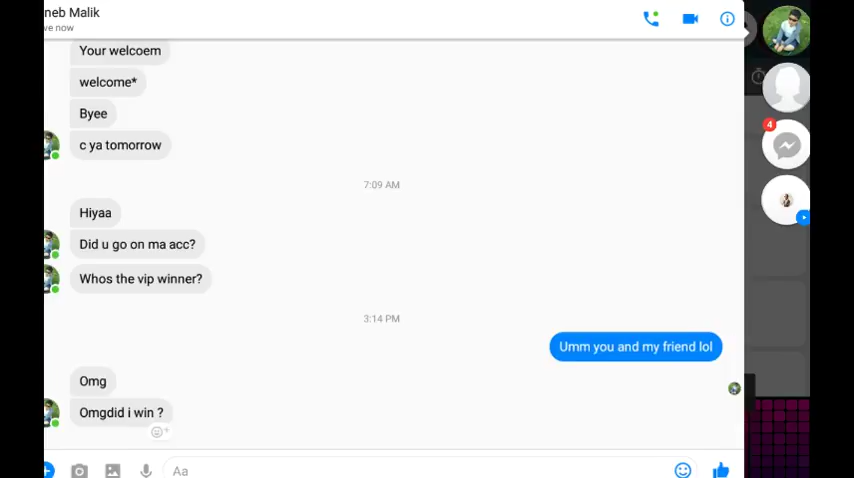 neb Malik
ve now
Your welcoem
welcome*
Byee
c ya tomorrow
7:09 AM
Hiyaa
Did u go on ma acc?
Whos the vip winner?
3:14 PM
Umm you and my friend lol
Omg
Omgdid i win ?
Aa
4